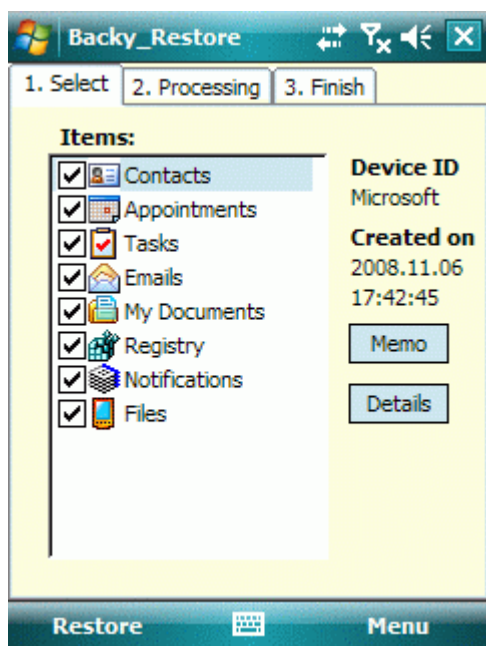 Backy_Restore
1. Select
2. Processing
3. Finish
Items:
Contacts
Appointments
Tasks
Emails
My Documents
Registry
Notifications
Files
Device ID
Microsoft
Created on
2008.11.06
17:42:45
Memo
Details
Restore
Menu